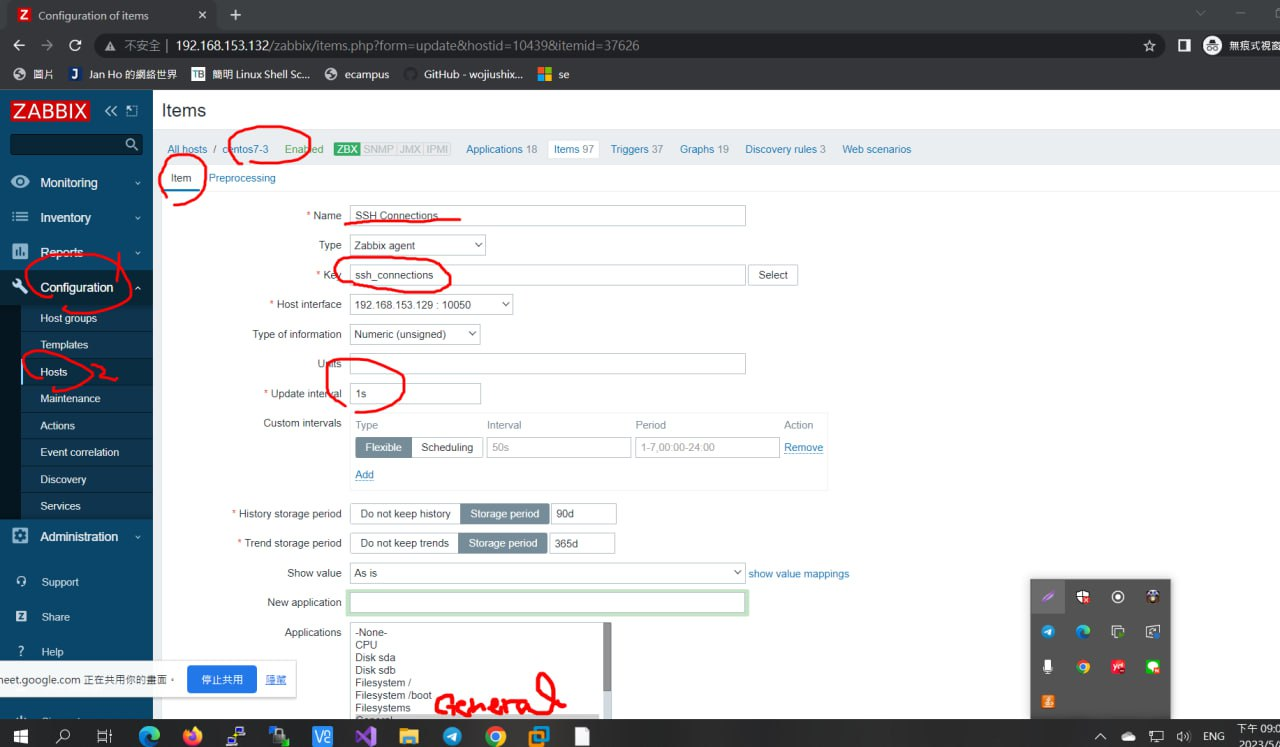 Configuration of items
不安全 | 192.168.153.132/zabbix/items.php?form=update&hostid=10439&itemid=37626
無痕式視窗
圖片 Jan Ho 的網絡世界 簡明 Linux Shell Sc... ecampus GitHub - wojiushix... se
ZABBIX
Items
All hosts / centos7-3 Enabled ZBX SNMP JMX IPMI Applications 18 Items 97 Triggers 37 Graphs 19 Discovery rules 3 Web scenarios
Item Preprocessing
Monitoring
Inventory
Reports
Configuration 1
Host groups
Templates
Hosts 2
Maintenance
Actions
Event correlation
Discovery
Services
Administration
Support
Share
Help
* Name SSH Connections
Type Zabbix agent
* Key ssh_connections Select
* Host interface 192.168.153.129 : 10050
Type of information Numeric (unsigned)
Units
* Update interval 1s
Custom intervals Type Interval Period Action
Flexible Scheduling 50s 1-7,00:00-24:00 Remove
Add
* History storage period Do not keep history Storage period 90d
* Trend storage period Do not keep trends Storage period 365d
Show value As is show value mappings
New application
Applications -None-
CPU
Disk sda
Disk sdb
Filesystem /
Filesystem /boot
Filesystems
General
General
meet.google.com 正在共用你的畫面。 停止共用 隱藏
ENG
下午 09:0
2023/5/